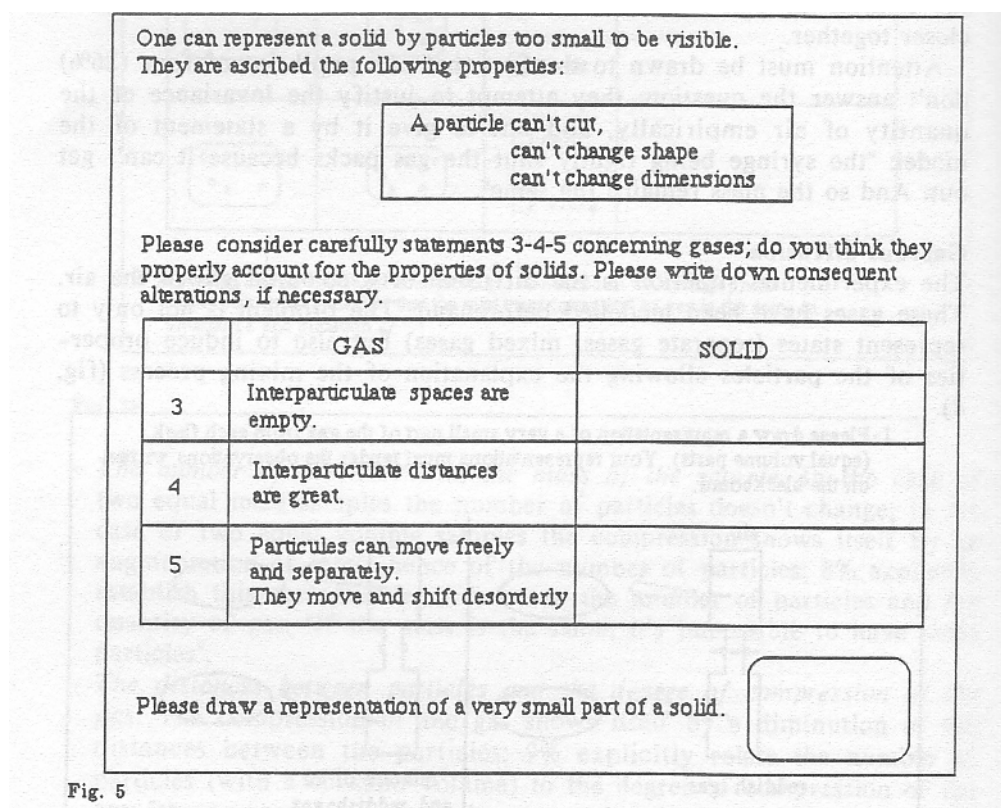 One can represent a solid by particles too small to be visible.
They are ascribed the following properties:
A particle can't cut,
can't change shape
can't change dimensions
Please consider carefully statements 3-4-5 concerning gases; do you think they
properly account for the properties of solids. Please write down consequent
alterations, if necessary.
GAS SOLID
3 Interparticulate spaces are
empty.
4 Interparticulate distances
are great.
5 Particules can move freely
and separately.
They move and shift desorderly
Please draw a representation of a very small part of a solid.
Fig. 5